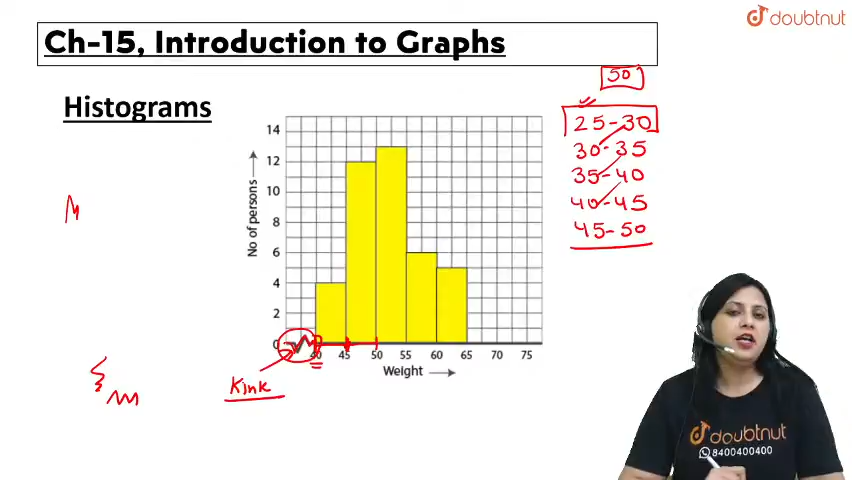 doubtnut
Ch-15, Introduction to Graphs
50
Histograms
25-30
30-35
35-40
40-45
45-50
14
12
10
8
6
4
2
0
No of persons
40 45 50 55 60 65 70 75
Weight
Kink
doubtnut
8400400400